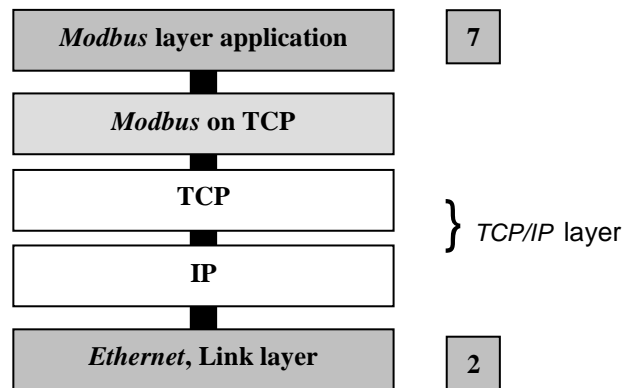 Modbus layer application
7
Modbus on TCP
TCP
} TCP/IP layer
IP
Ethernet, Link layer
2